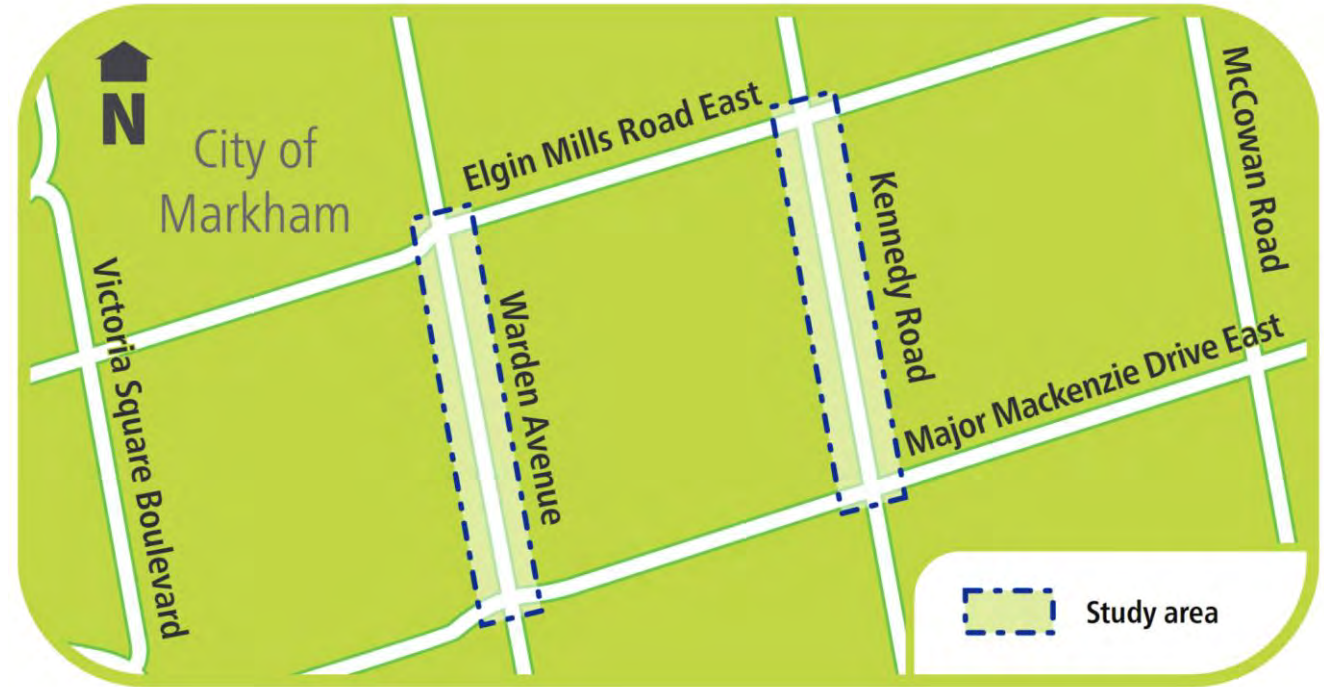 N
City of
Markham
Elgin Mills Road East
McCowan Road
Kennedy Road
Victoria Square Boulevard
Warden Avenue
Major Mackenzie Drive East
Study area